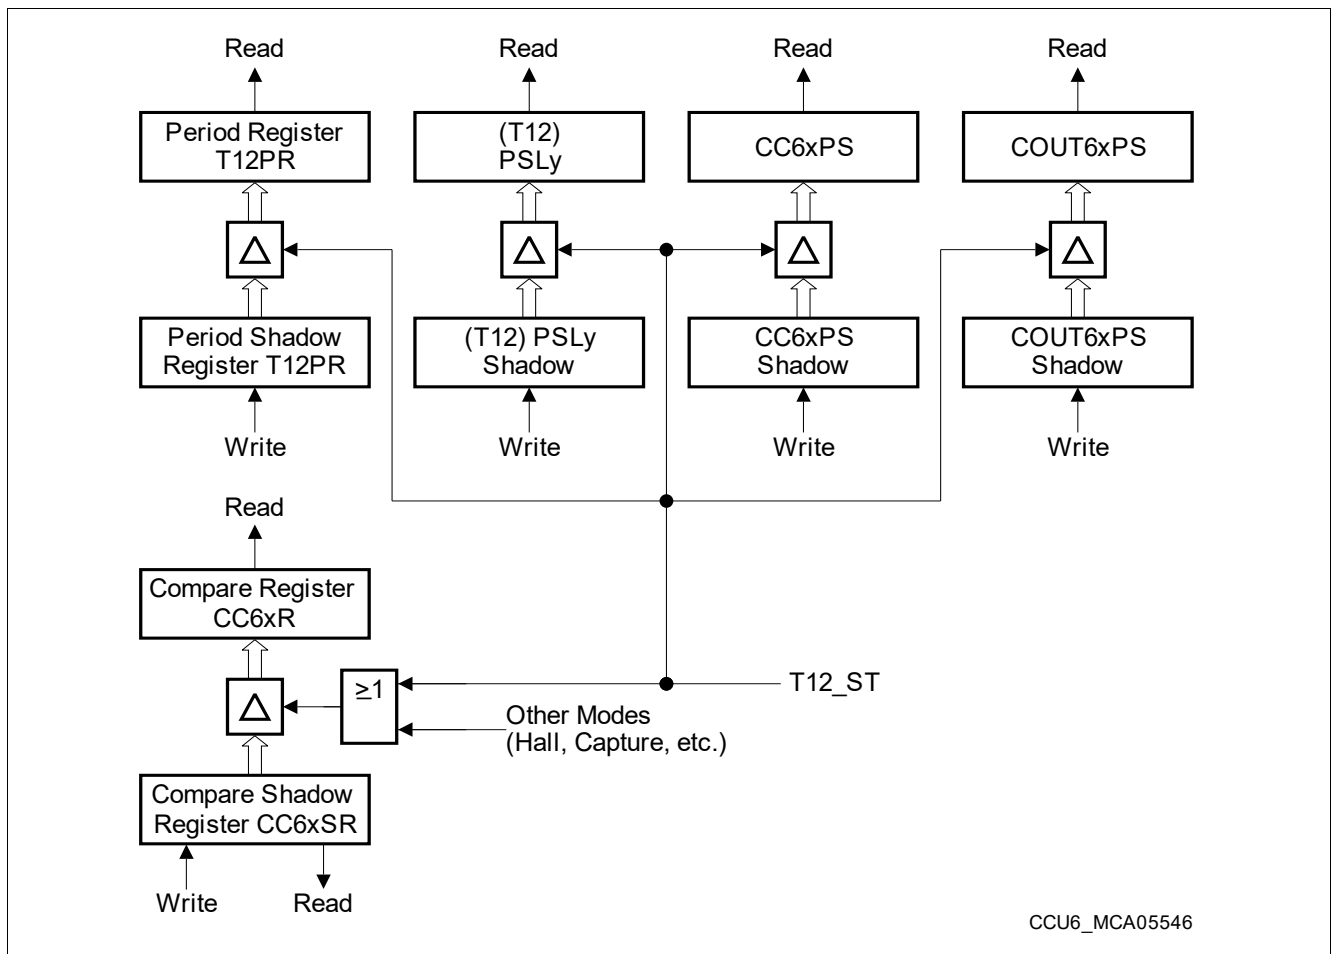 Read
Read
Read
Read
Period Register
T12PR
(T12)
PSLy
CC6xPS
COUT6xPS
Period Shadow
Register T12PR
(T12) PSLy
Shadow
CC6xPS
Shadow
COUT6xPS
Shadow
Write
Write
Write
Write
Read
Compare Register
CC6xR
≥1
T12_ST
Other Modes
(Hall, Capture, etc.)
Compare Shadow
Register CC6xSR
Write
Read
CCU6_MCA05546